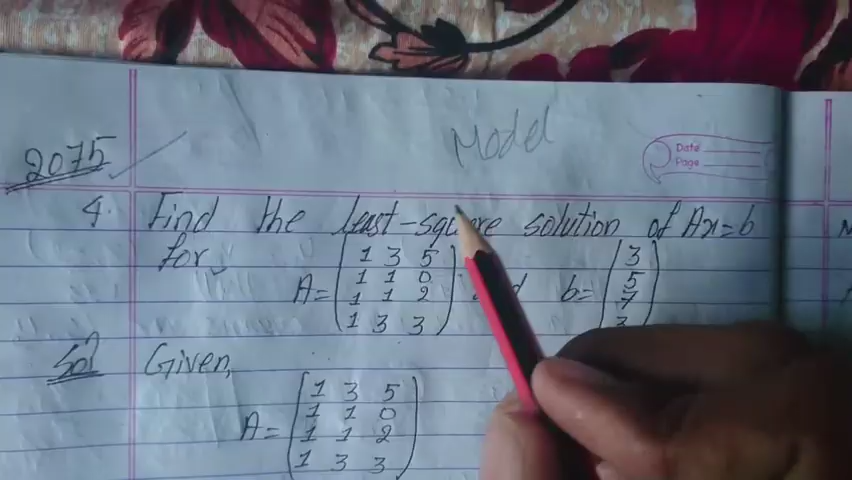 Model
Date
Page
2075
4. Find the least-square solution of Ax=b
for
A= (1 3 5
1 1 0
1 1 2
1 3 3) b= (3
5
7
3
Sol? Given,
A= (1 3 5
1 1 0
1 1 2
1 3 3)